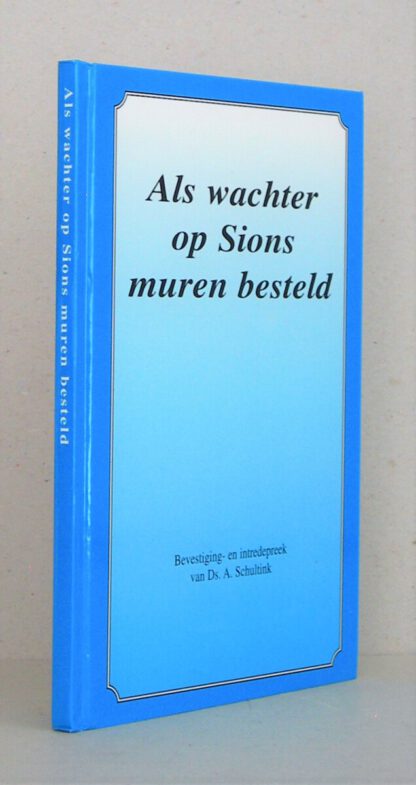 Als wachter op Sions muren besteld
Als wachter
op Sions
muren besteld
Bevestiging- en intredepreek
van Ds. A. Schultink